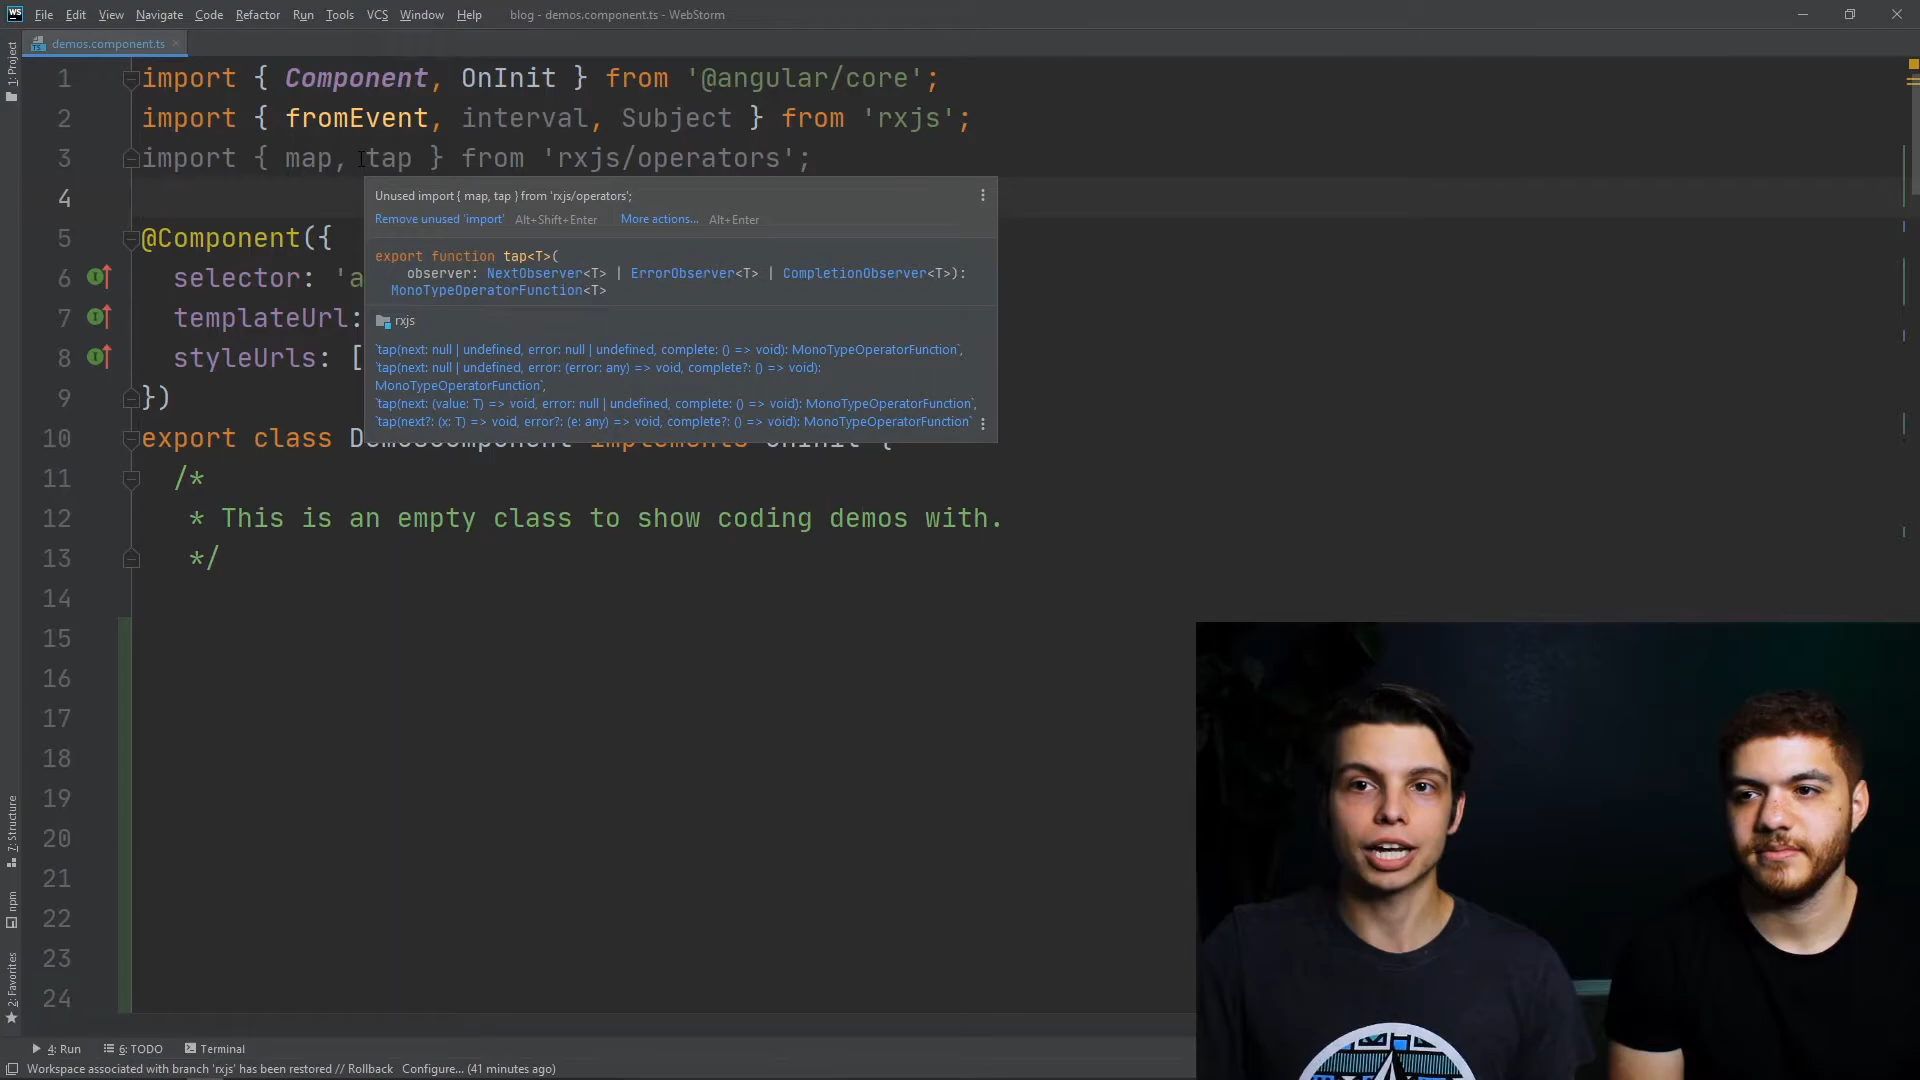 WS File Edit View Navigate Code Refactor Run Tools VCS Window Help blog - demos.component.ts - WebStorm
demos.component.ts
1: Project
1 import { Component, OnInit } from '@angular/core';
2 import { fromEvent, interval, Subject } from 'rxjs';
3 import { map, tap } from 'rxjs/operators';
4
Unused import { map, tap } from 'rxjs/operators';
Remove unused 'import' Alt+Shift+Enter More actions... Alt+Enter
5 @Component({
export function tap<T>(
6 selector: 'a
observer: NextObserver<T> | ErrorObserver<T> | CompletionObserver<T>):
MonoTypeOperatorFunction<T>
7 templateUrl:
rxjs
8 styleUrls: [
`tap(next: null | undefined, error: null | undefined, complete: () => void): MonoTypeOperatorFunction`,
`tap(next: null | undefined, error: (error: any) => void, complete?: () => void):
MonoTypeOperatorFunction`,
9 })
`tap(next: (value: T) => void, error: null | undefined, complete: () => void): MonoTypeOperatorFunction`,
`tap(next?: (x: T) => void, error?: (e: any) => void, complete?: () => void): MonoTypeOperatorFunction`
10 export class DemosComponent implements OnInit {
11 /*
12 * This is an empty class to show coding demos with.
13 */
14
15
16
17
18
19
20
21
22
23
24
7: Structure
npm
2: Favorites
4: Run 6: TODO Terminal
Workspace associated with branch 'rxjs' has been restored // Rollback Configure... (41 minutes ago)